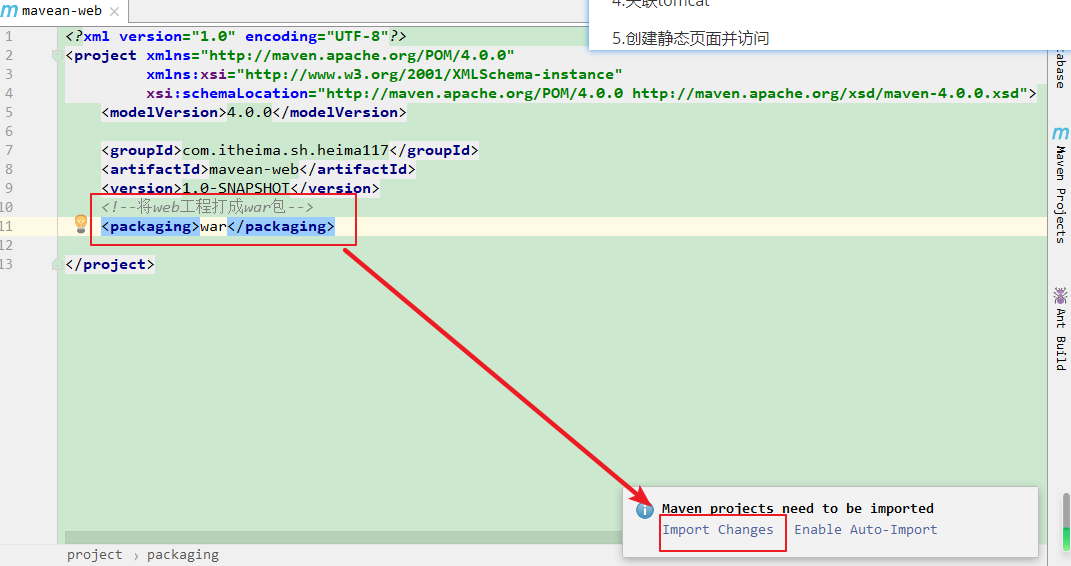 mavean-web
4.关联tomcat
5.创建静态页面并访问
1 <?xml version="1.0" encoding="UTF-8"?>
2 <project xmlns="http://maven.apache.org/POM/4.0.0"
3 xmlns:xsi="http://www.w3.org/2001/XMLSchema-instance"
4 xsi:schemaLocation="http://maven.apache.org/POM/4.0.0 http://maven.apache.org/xsd/maven-4.0.0.xsd">
5 <modelVersion>4.0.0</modelVersion>
6
7 <groupId>com.itheima.sh.heima117</groupId>
8 <artifactId>mavean-web</artifactId>
9 <version>1.0-SNAPSHOT</version>
10 <!--将web工程打成war包-->
11 <packaging>war</packaging>
12
13 </project>
abase
Maven Projects
Ant Build
Maven projects need to be imported
Import Changes Enable Auto-Import
project › packaging